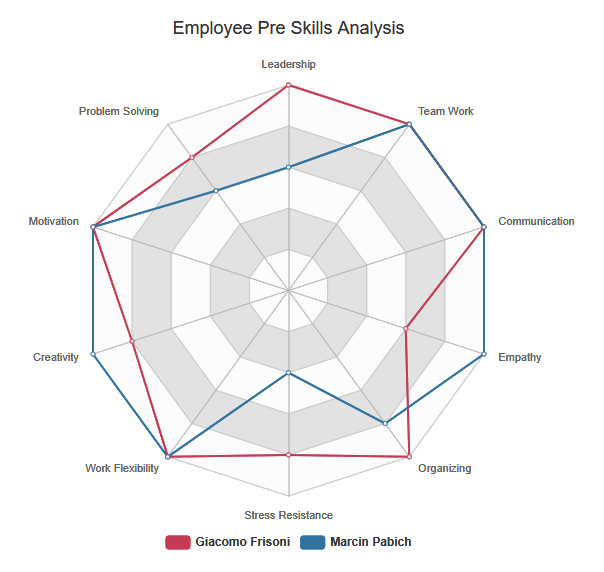 Employee Pre Skills Analysis
Leadership
Problem Solving
Team Work
Motivation
Communication
Creativity
Empathy
Work Flexibility
Organizing
Stress Resistance
Giacomo Frisoni
Marcin Pabich